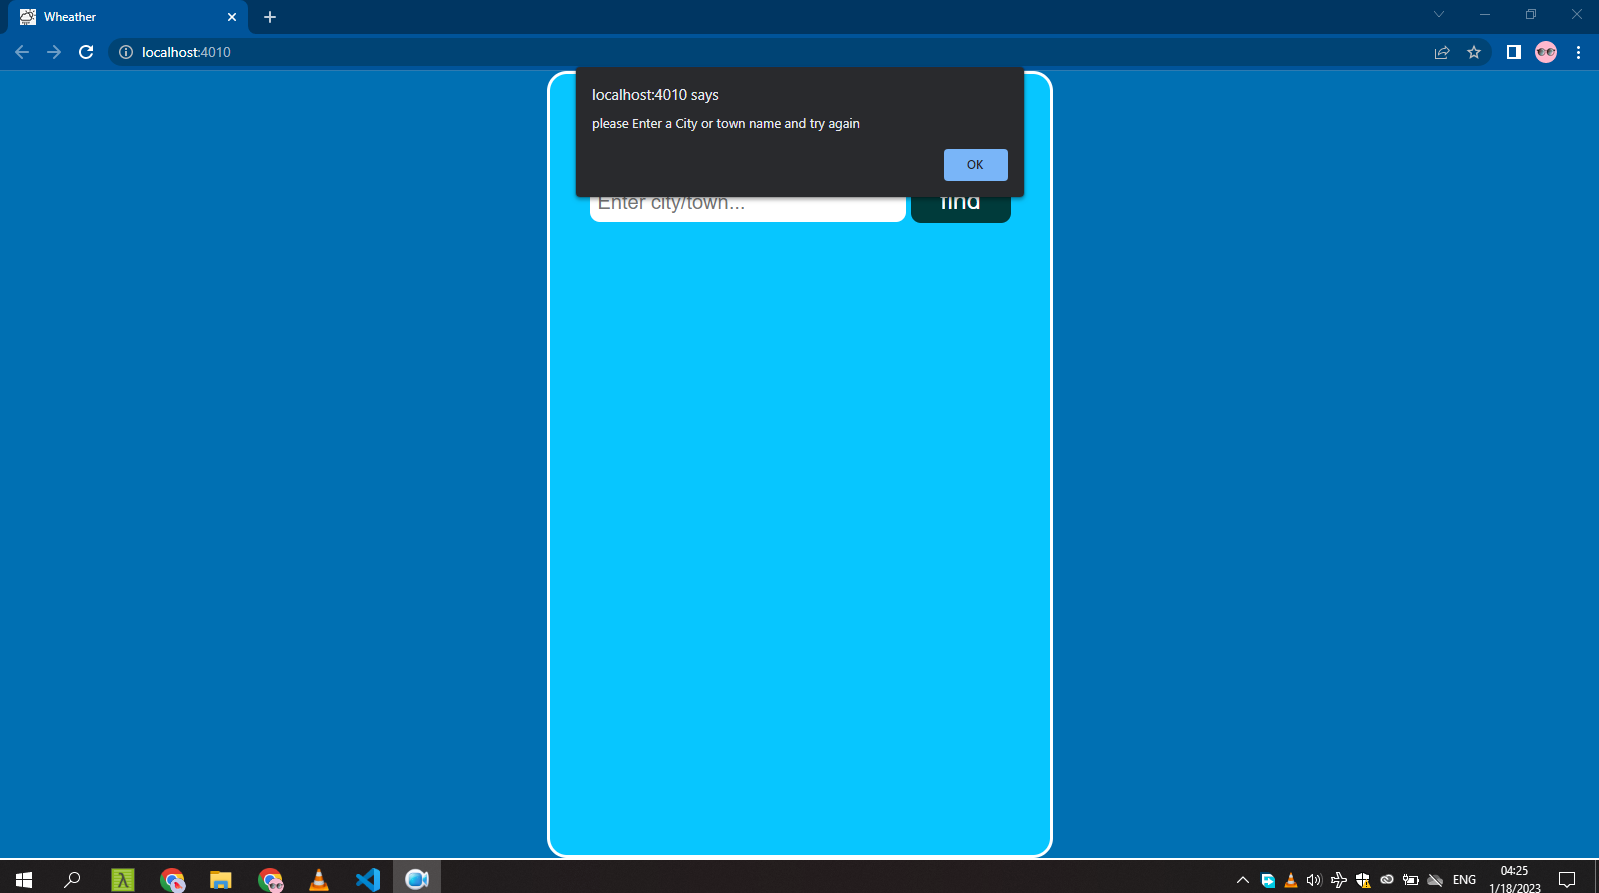 Wheather
localhost:4010
localhost:4010 says
please Enter a City or town name and try again
OK
Enter city/town...
find
ENG
04:25
1/18/2023